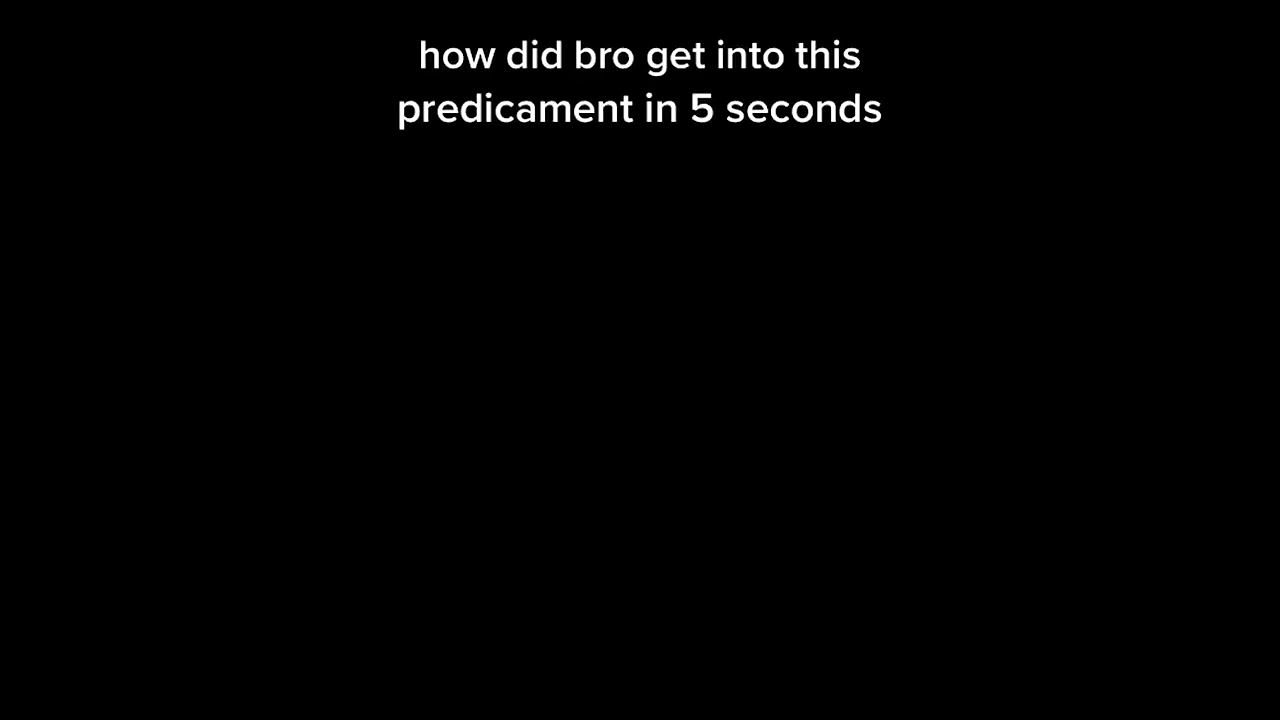 how did bro get into this
predicament in 5 seconds